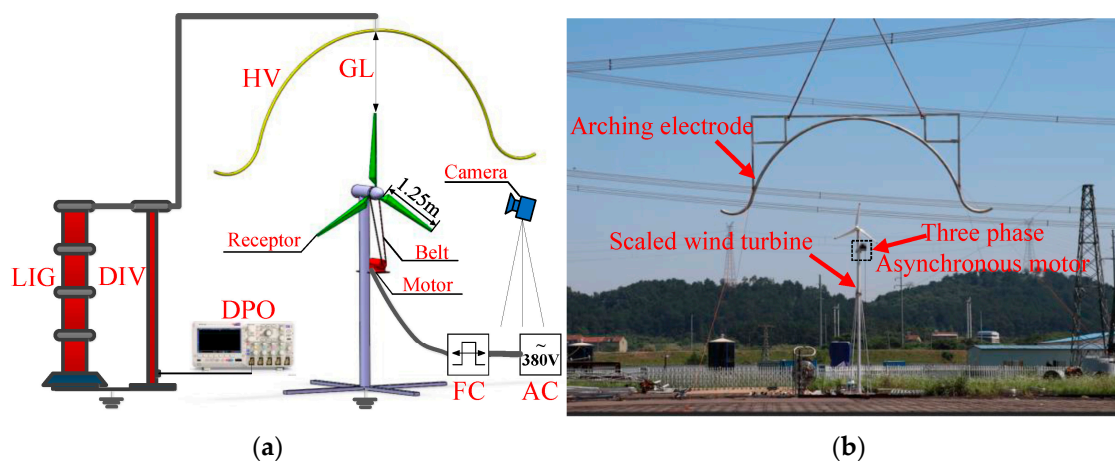 HV
GL
Camera
1.25m
Receptor
Belt
LIG
DIV
Motor
DPO
~
380V
FC
AC
(a)
Arching electrode
Scaled wind turbine
Three phase
Asynchronous motor
(b)